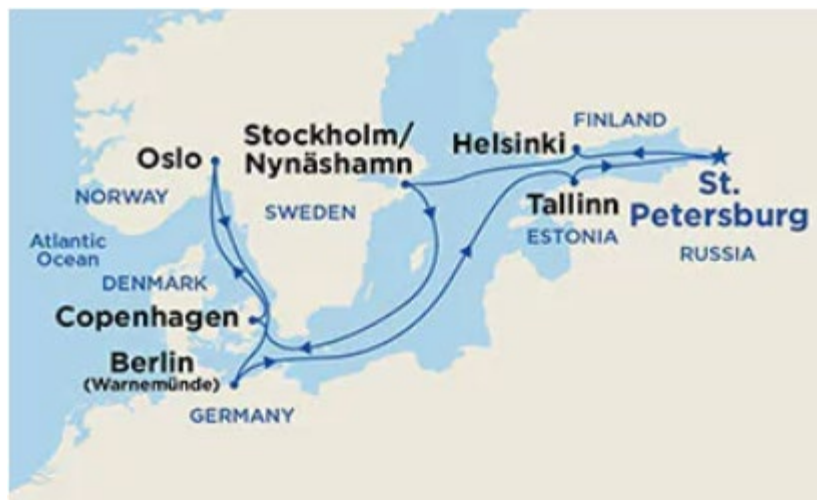 FINLAND
Stockholm/
Nynäshamn
Helsinki
Oslo
St.
Petersburg
NORWAY
SWEDEN
Tallinn
ESTONIA
RUSSIA
Atlantic
Ocean
DENMARK
Copenhagen
Berlin
(Warnemünde)
GERMANY